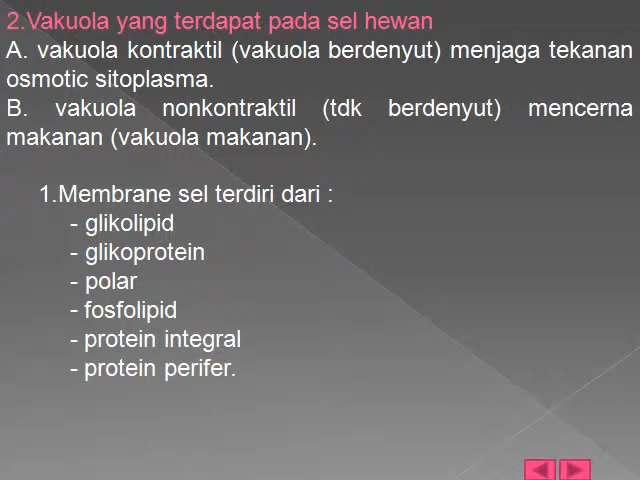 2.Vakuola yang terdapat pada sel hewan
A. vakuola kontraktil (vakuola berdenyut) menjaga tekanan
osmotic sitoplasma.
B. vakuola nonkontraktil (tdk berdenyut) mencerna
makanan (vakuola makanan).
1.Membrane sel terdiri dari :
- glikolipid
- glikoprotein
- polar
- fosfolipid
- protein integral
- protein perifer.